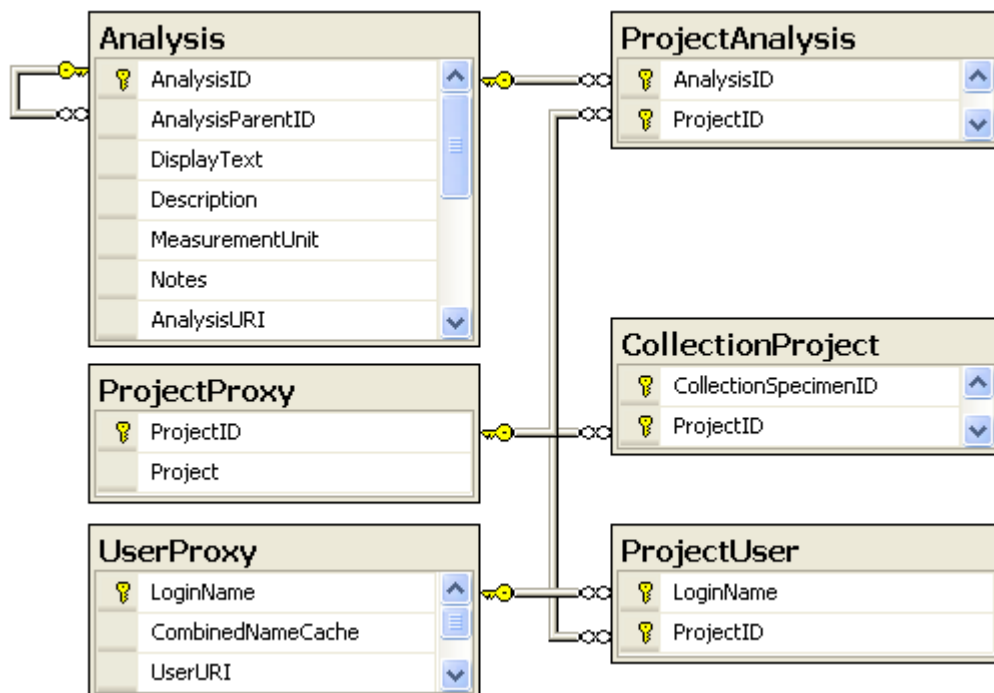 Analysis
AnalysisID
AnalysisParentID
DisplayText
Description
MeasurementUnit
Notes
AnalysisURI
ProjectAnalysis
AnalysisID
ProjectID
ProjectProxy
ProjectID
Project
CollectionProject
CollectionSpecimenID
ProjectID
UserProxy
LoginName
CombinedNameCache
UserURI
ProjectUser
LoginName
ProjectID